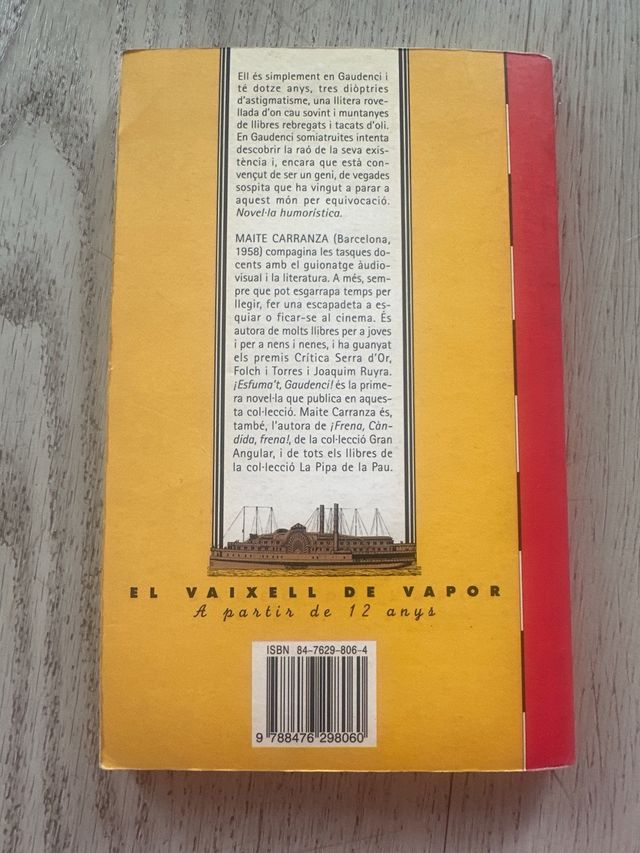 Ell és simplement en Gaudenci i
té dotze anys, tres diòptries
d'astigmatisme, una llitera rove-
llada d'on cau sovint i muntanyes
de llibres rebregats i tacats d'oli.
En Gaudenci somiatruites intenta
descobrir la raó de la seva exis-
tència i, encara que està con-
vençut de ser un geni, de vegades
sospita que ha vingut a parar a
aquest món per equivocació.
Novel·la humorística.
MAITE CARRANZA (Barcelona,
1958) compagina les tasques do-
cents amb el guionatge àudio-
visual i la literatura. A més, sem-
pre que pot esgarrapa temps per
llegir, fer una escapadeta a es-
quiar o ficar-se al cinema. És
autora de molts llibres per a joves
i per a nens i nenes, i ha guanyat
els premis Crítica Serra d'Or,
Folch i Torres i Joaquim Ruyra.
¡Esfuma't, Gaudenci! és la prime-
ra novel·la que publica en aques-
ta col·lecció. Maite Carranza és,
també, l'autora de ¡Frena, Càn-
dida, frena!, de la col·lecció Gran
Angular, i de tots els llibres de
la col·lecció La Pipa de la Pau.
EL VAIXELL DE VAPOR
A partir de 12 anys
ISBN 84-7629-806-4
9 788476 298060